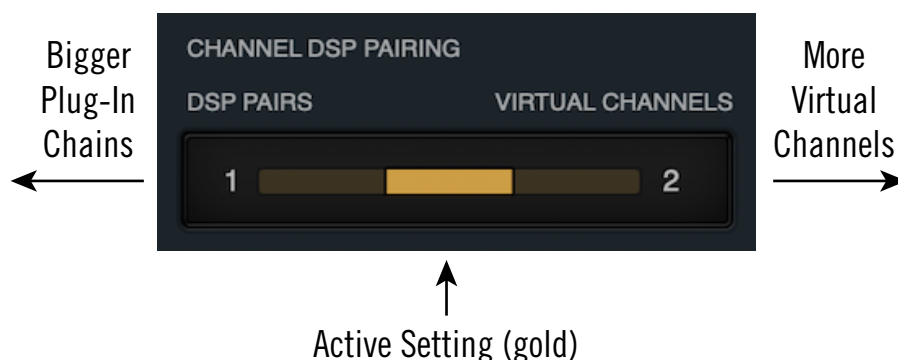 Bigger
Plug-In
Chains
CHANNEL DSP PAIRING
DSP PAIRS VIRTUAL CHANNELS
1 2
More
Virtual
Channels
Active Setting (gold)